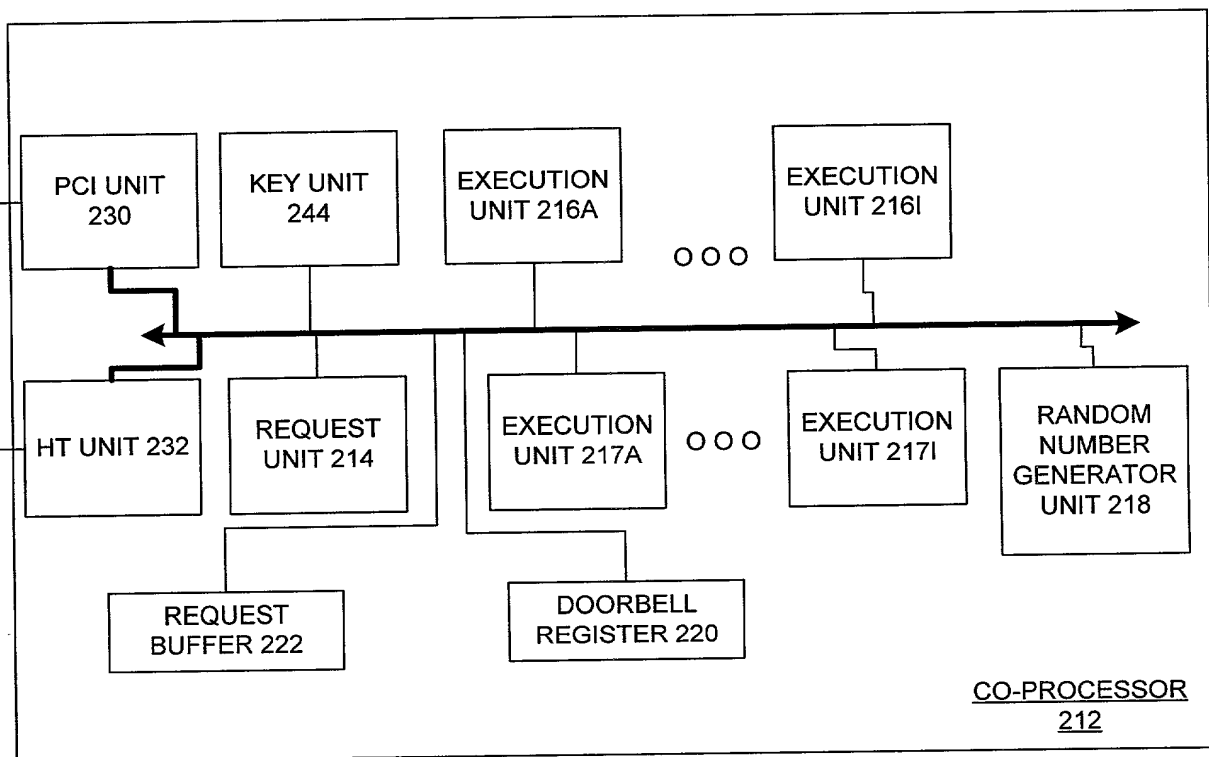 PCI UNIT
230
KEY UNIT
244
EXECUTION
UNIT 216A
EXECUTION
UNIT 216I
OOO
HT UNIT 232
REQUEST
UNIT 214
EXECUTION
UNIT 217A
OOO
EXECUTION
UNIT 217I
RANDOM
NUMBER
GENERATOR
UNIT 218
REQUEST
BUFFER 222
DOORBELL
REGISTER 220
CO-PROCESSOR
212